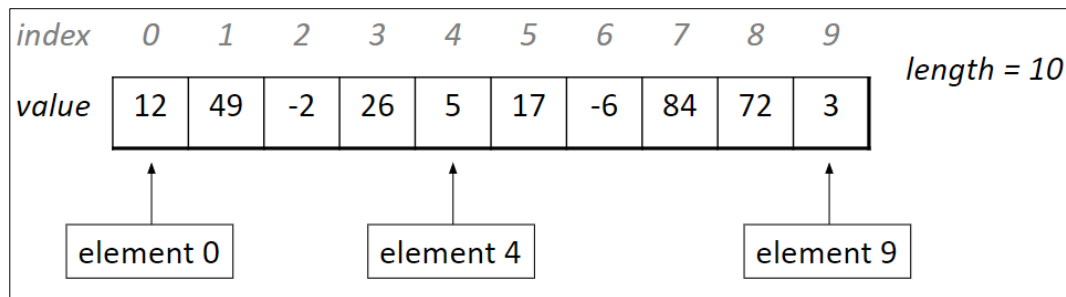 index 0 1 2 3 4 5 6 7 8 9
length = 10
value 12 49 -2 26 5 17 -6 84 72 3
element 0 element 4 element 9